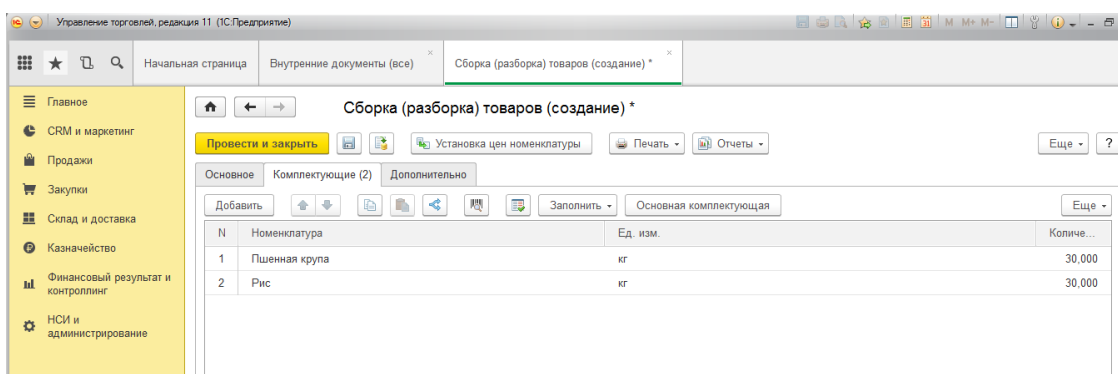 Управление торговлей, редакция 11 (1С:Предприятие)
M M+ M-
Начальная страница
Внутренние документы (все)
Сборка (разборка) товаров (создание) *
Главное
CRM и маркетинг
Продажи
Закупки
Склад и доставка
Казначейство
Финансовый результат и
контроллинг
НСИ и
администрирование
Сборка (разборка) товаров (создание) *
Провести и закрыть
Установка цен номенклатуры
Печать
Отчеты
Еще
?
Основное
Комплектующие (2)
Дополнительно
Добавить
Заполнить
Основная комплектующая
Еще
N Номенклатура Ед. изм. Количе...
1 Пшенная крупа кг 30,000
2 Рис кг 30,000